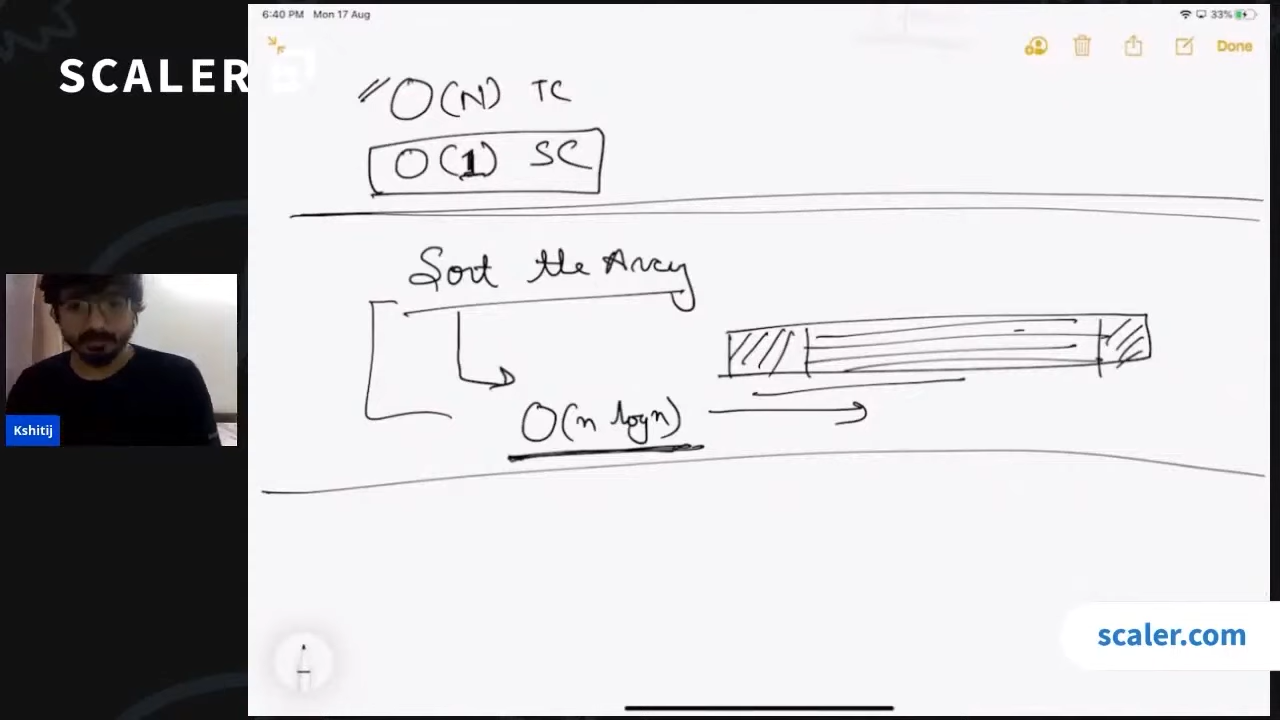 6:40 PM Mon 17 Aug
33%
Done
SCALER
O(N) TC
O(1) SC
Sort the Array
O(n logn)
Kshitij
scaler.com